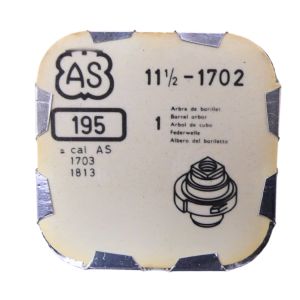 AS
11½-1702
195
1
Arbre de barillet
Barrel arbor
Arbol de cubo
Federwelle
Albero del bariletto
= cal AS
1703
1813